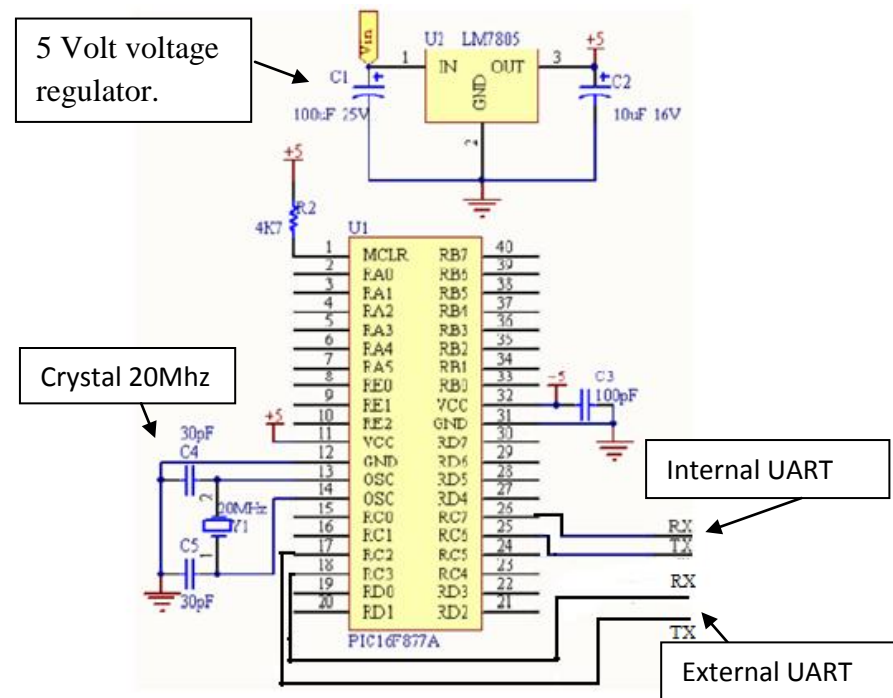 5 Volt voltage
regulator.
Vin
U2 LM7805
1 IN OUT 3
GND
2
+5
C1
100uF 25V
C2
10uF 16V
+5
R2
4K7
U1
1 MCLR RB7 40
2 RA0 RB6 39
3 RA1 RB5 38
4 RA2 RB4 37
5 RA3 RB3 36
6 RA4 RB2 35
7 RA5 RB1 34
8 RE0 RB0 33
9 RE1 VCC 32
10 RE2 GND 31
11 VCC RD7 30
12 GND RD6 29
13 OSC RD5 28
14 OSC RD4 27
15 RC0 RC7 26
16 RC1 RC6 25
17 RC2 RC5 24
18 RC3 RC4 23
19 RD0 RD3 22
20 RD1 RD2 21
PIC16F877A
Crystal 20Mhz
+5
30pF
C4
2
20MHz
Y1
1
C5
30pF
C3
100pF
Internal UART
RX
TX
RX
TX
External UART